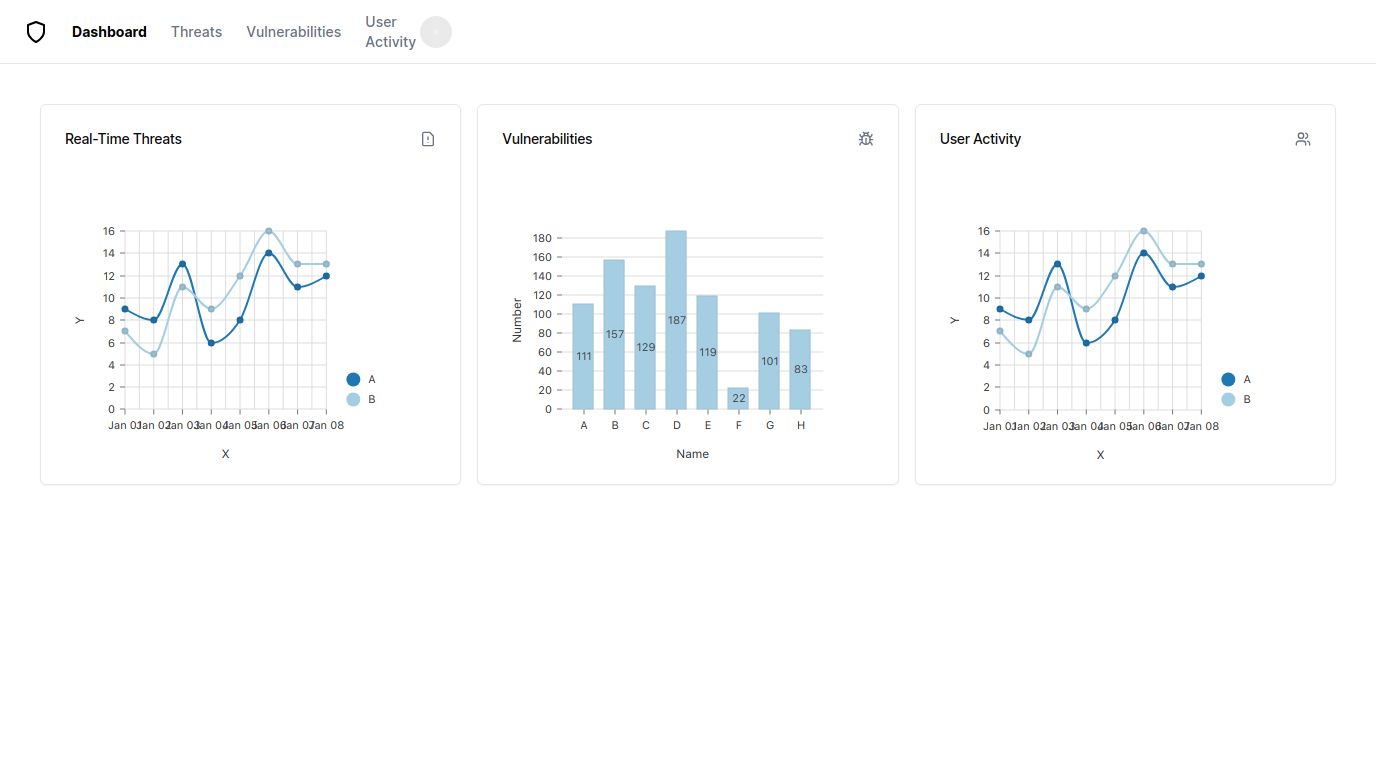 Dashboard
Threats
Vulnerabilities
User
Activity
Real-Time Threats
16
14
12
10
8
6
4
2
0
Y
Jan 01
Jan 02
Jan 03
Jan 04
Jan 05
Jan 06
Jan 07
Jan 08
X
A
B
Vulnerabilities
180
160
140
120
100
80
60
40
20
0
Number
111
157
129
187
119
22
101
83
A
B
C
D
E
F
G
H
Name
User Activity
16
14
12
10
8
6
4
2
0
Y
Jan 01
Jan 02
Jan 03
Jan 04
Jan 05
Jan 06
Jan 07
Jan 08
X
A
B